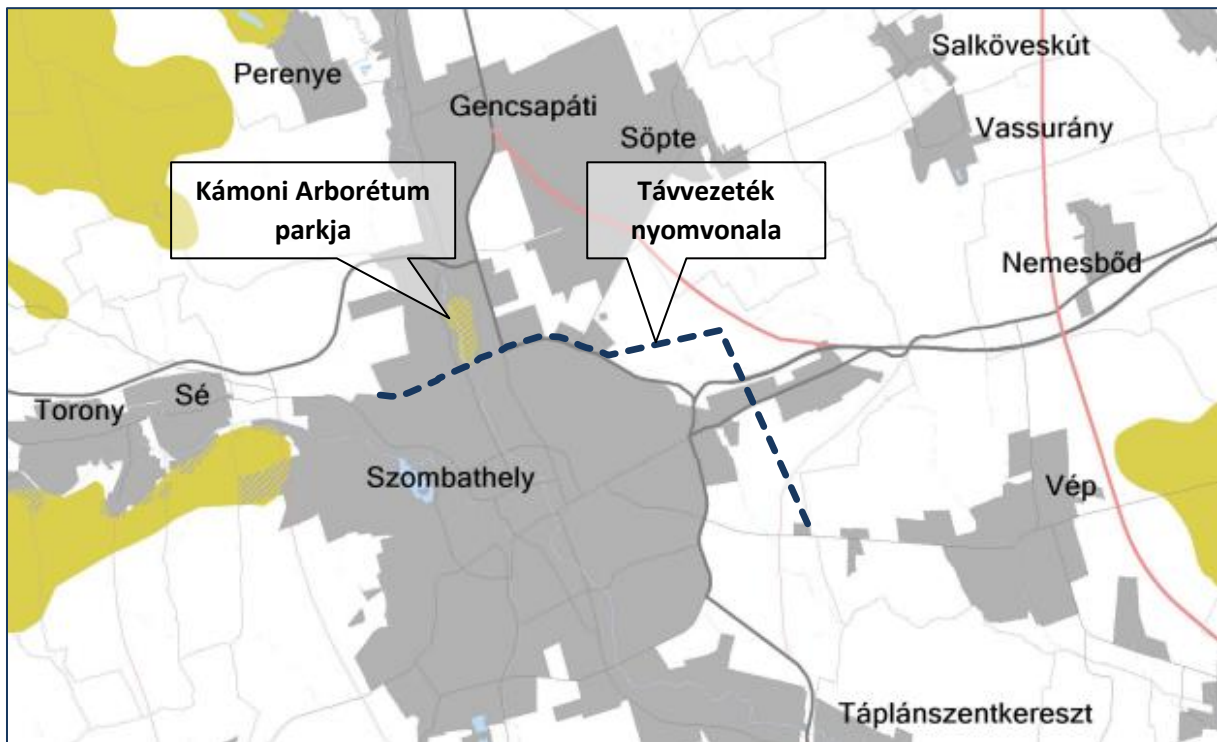 Salköveskút
Perenye
Gencsapáti
Vassurány
Söpte
Kámoni Arborétum
parkja
Távvezeték
nyomvonala
Nemesbőd
Sé
Torony
Szombathely
Vép
Táplánszentkereszt